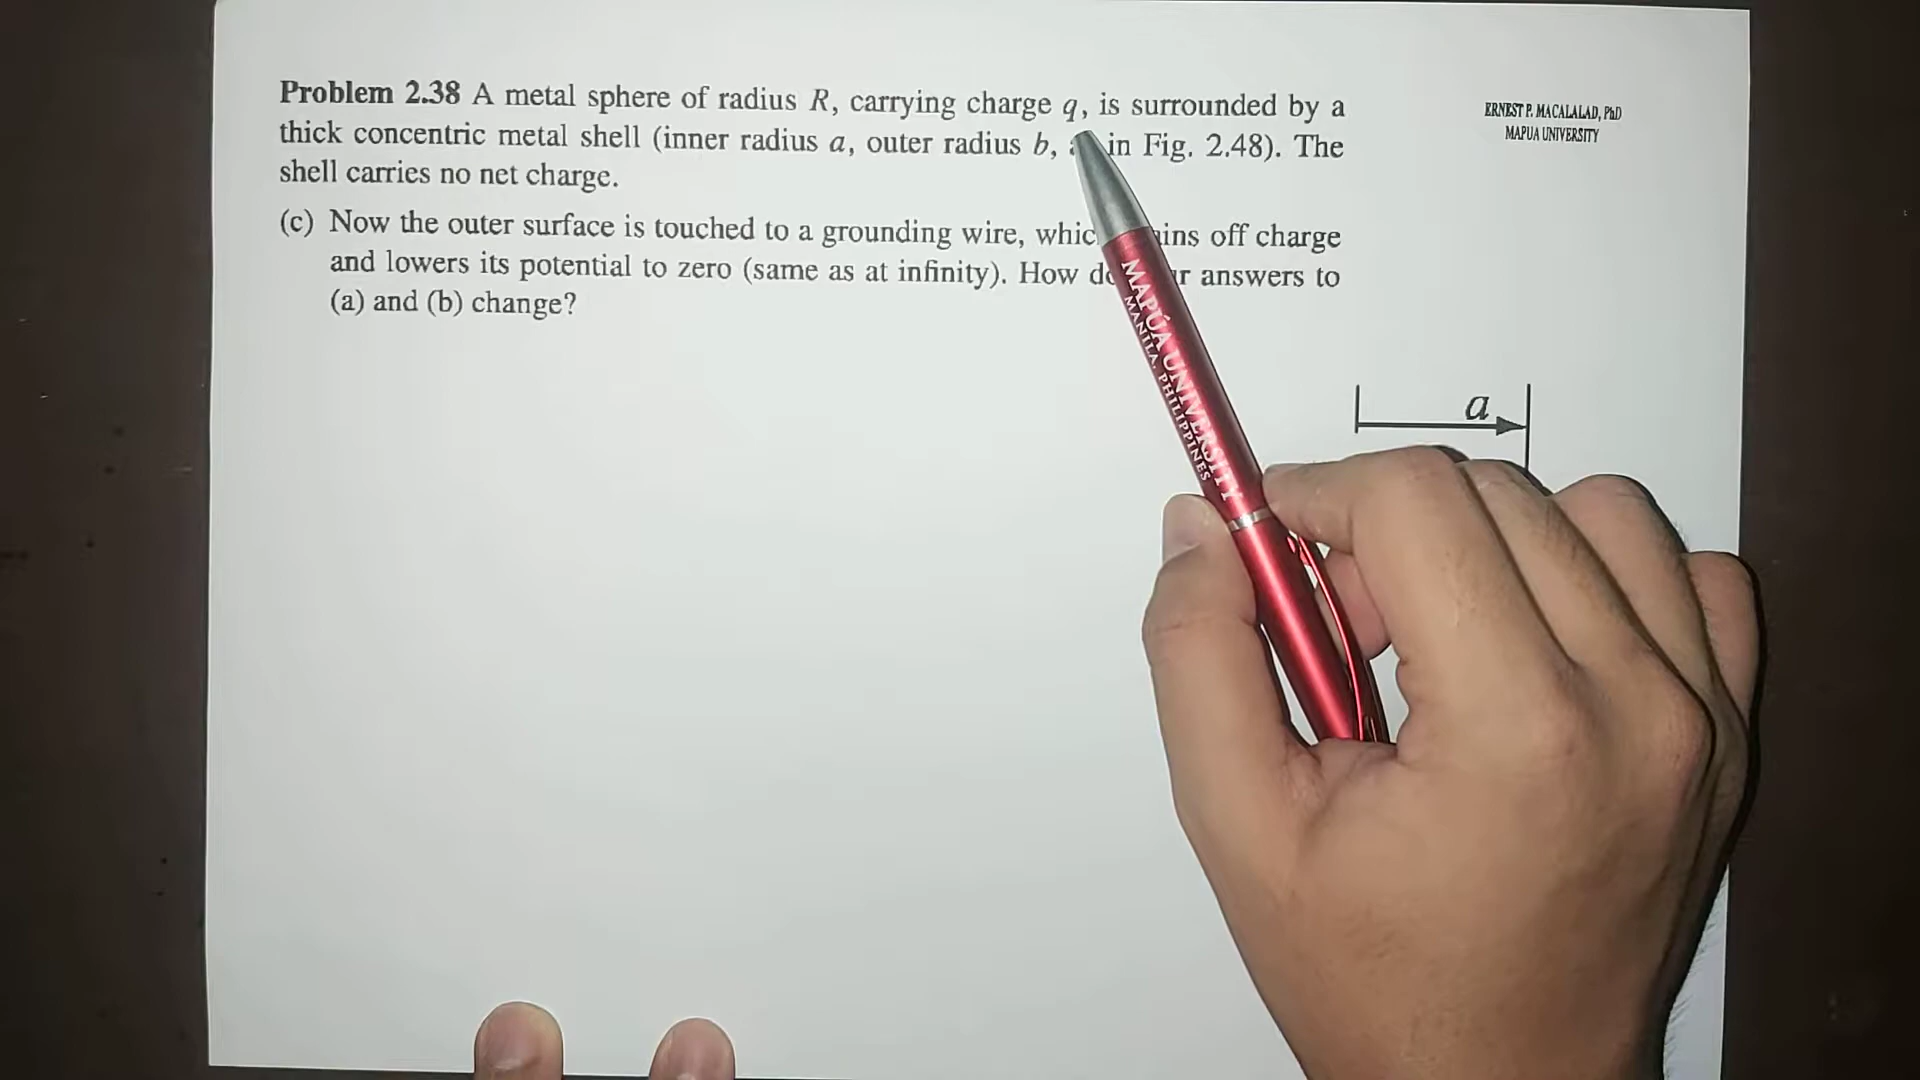 Problem 2.38 A metal sphere of radius R, carrying charge q, is surrounded by a
thick concentric metal shell (inner radius a, outer radius b, in Fig. 2.48). The
shell carries no net charge.
(c) Now the outer surface is touched to a grounding wire, off charge
and lowers its potential to zero (same as at infinity). How answers to
(a) and (b) change?
ERNEST P. MACALALAD, PhD
MAPUA UNIVERSITY
a
MAPÚA UNIVERSITY
MANILA, PHILIPPINES